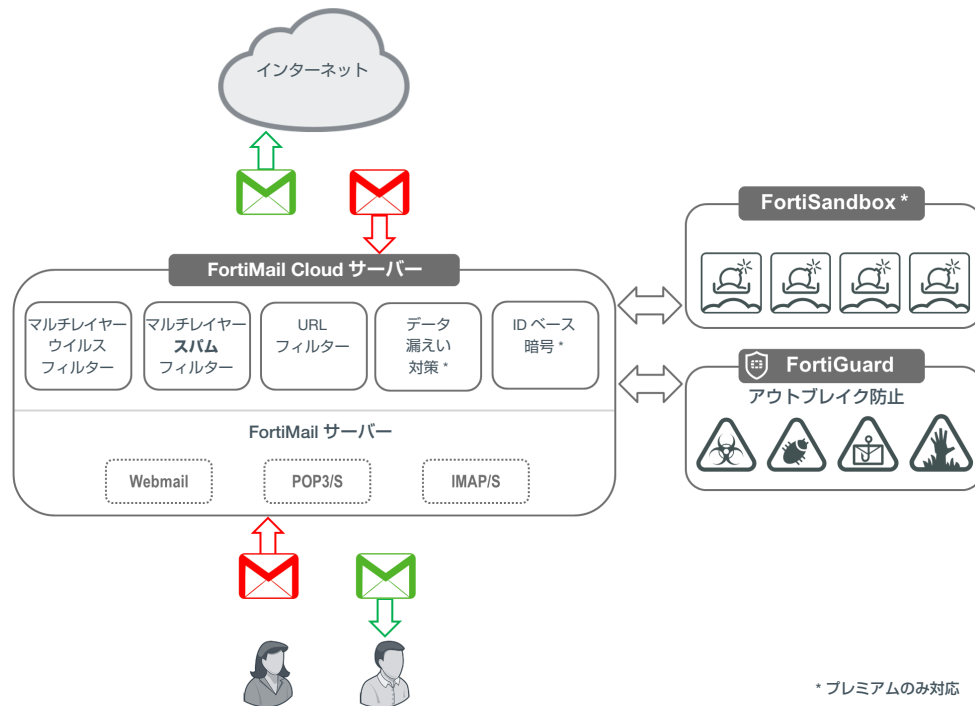 インターネット
FortiSandbox *
FortiMail Cloud サーバー
マルチレイヤー
ウイルス
フィルター
マルチレイヤー
スパム
フィルター
URL
フィルター
データ
漏えい
対策 *
ID ベース
暗号 *
FortiGuard
アウトブレイク防止
FortiMail サーバー
Webmail
POP3/S
IMAP/S
* プレミアムのみ対応